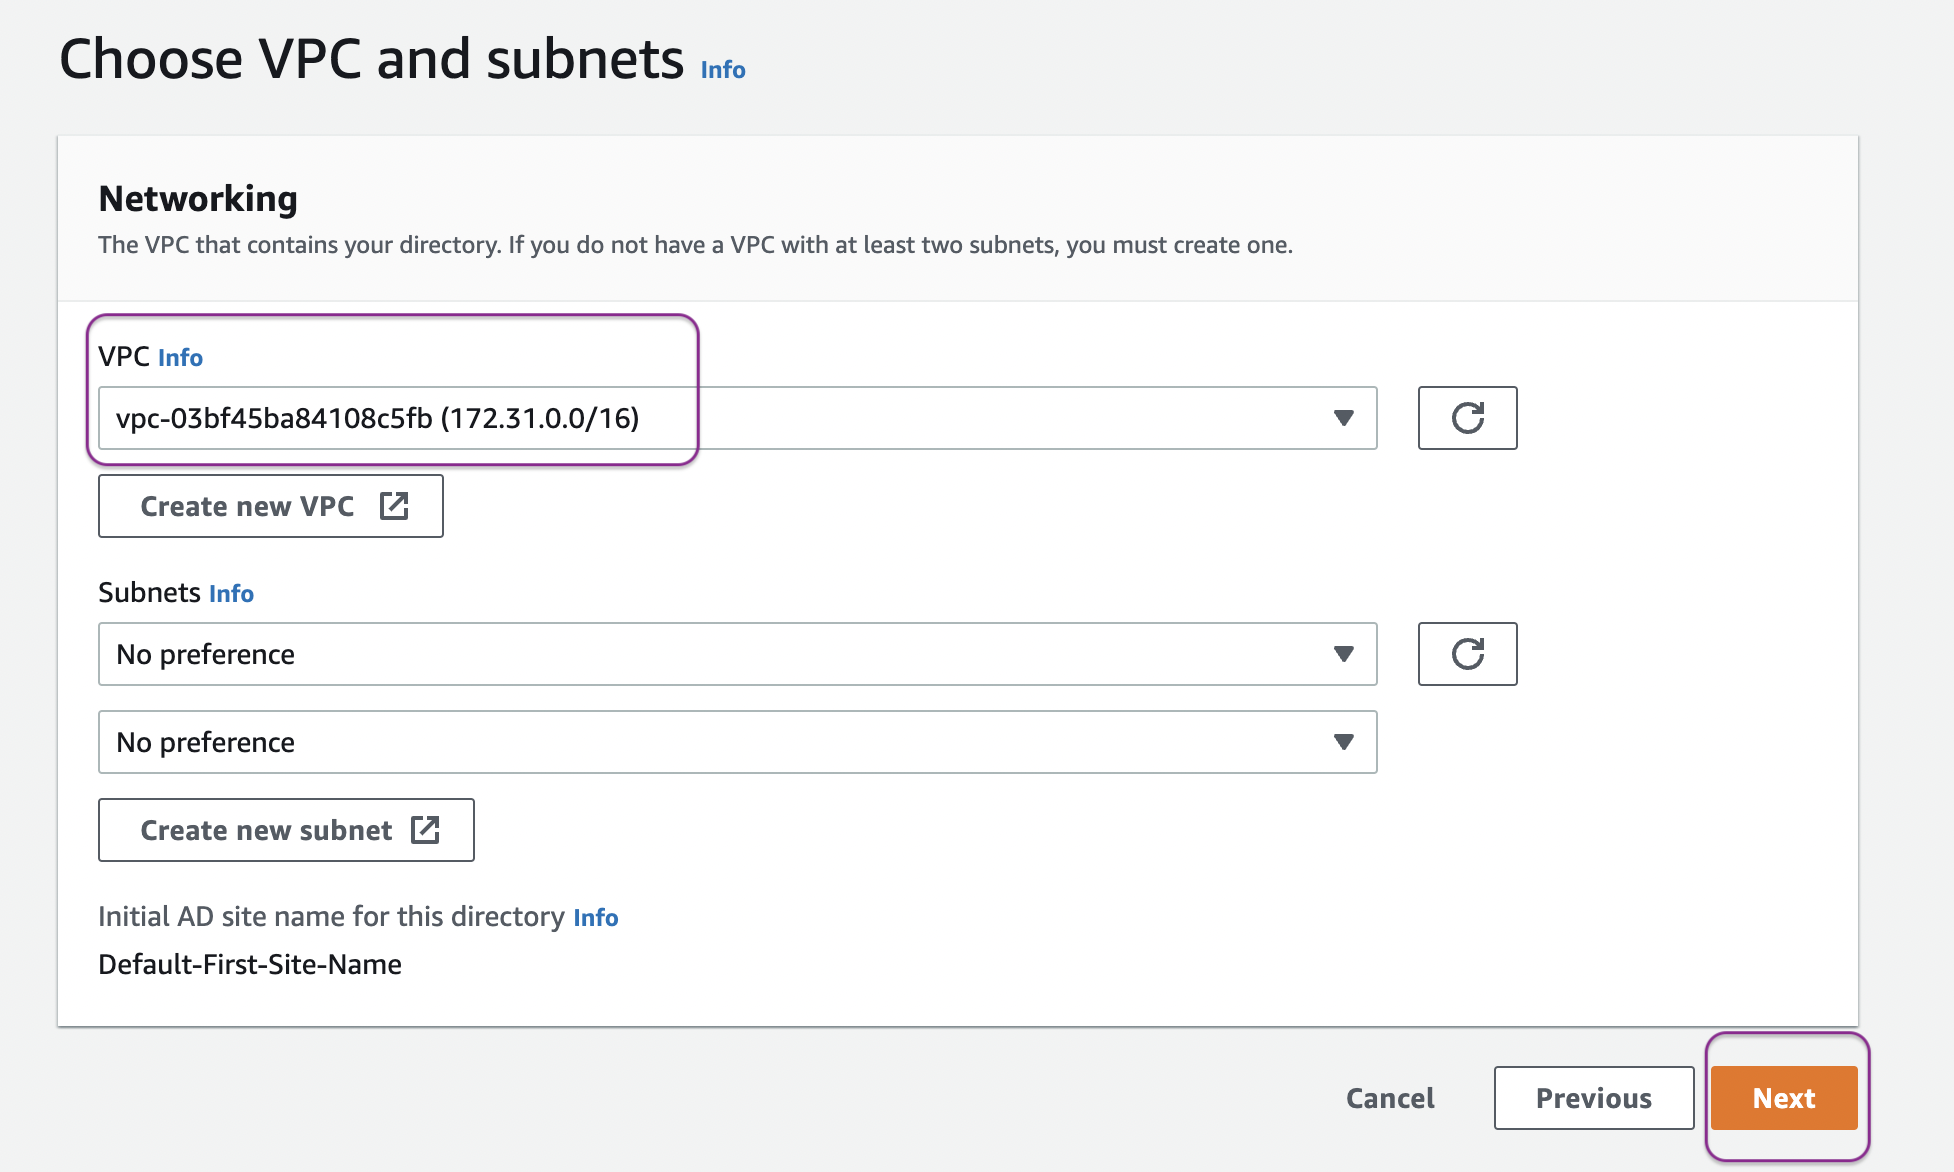 Choose VPC and subnets Info
Networking
The VPC that contains your directory. If you do not have a VPC with at least two subnets, you must create one.
VPC Info
vpc-03bf45ba84108c5fb (172.31.0.0/16)
Create new VPC
Subnets Info
No preference
No preference
Create new subnet
Initial AD site name for this directory Info
Default-First-Site-Name
Cancel Previous Next